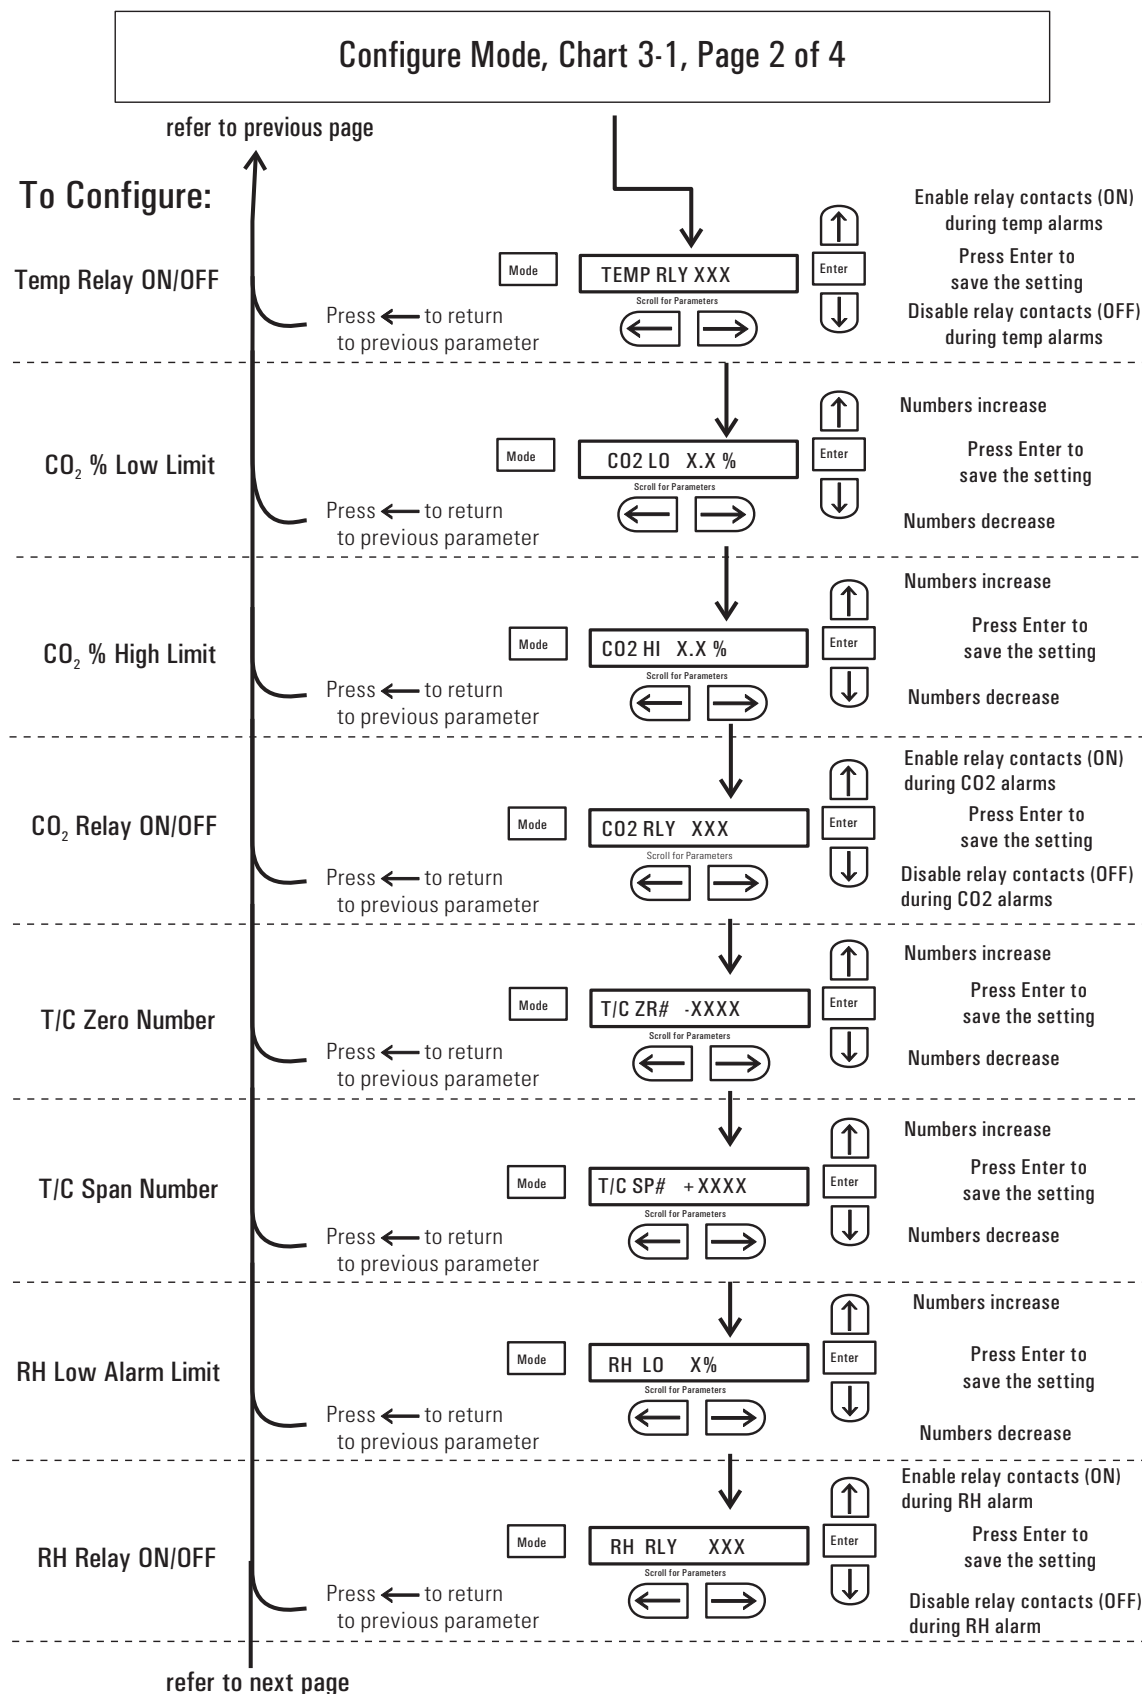 Configure Mode, Chart 3-1, Page 2 of 4
refer to previous page
To Configure:
Temp Relay ON/OFF
Press ← to return
to previous parameter
Mode
TEMP RLY XXX
Scroll for Parameters
Enter
Enable relay contacts (ON)
during temp alarms
Press Enter to
save the setting
Disable relay contacts (OFF)
during temp alarms
CO₂ % Low Limit
Press ← to return
to previous parameter
Mode
CO2 LO X.X %
Scroll for Parameters
Enter
Numbers increase
Press Enter to
save the setting
Numbers decrease
CO₂ % High Limit
Press ← to return
to previous parameter
Mode
CO2 HI X.X %
Scroll for Parameters
Enter
Numbers increase
Press Enter to
save the setting
Numbers decrease
CO₂ Relay ON/OFF
Press ← to return
to previous parameter
Mode
CO2 RLY XXX
Scroll for Parameters
Enter
Enable relay contacts (ON)
during CO2 alarms
Press Enter to
save the setting
Disable relay contacts (OFF)
during CO2 alarms
T/C Zero Number
Press ← to return
to previous parameter
Mode
T/C ZR# -XXXX
Scroll for Parameters
Enter
Numbers increase
Press Enter to
save the setting
Numbers decrease
T/C Span Number
Press ← to return
to previous parameter
Mode
T/C SP# +XXXX
Scroll for Parameters
Enter
Numbers increase
Press Enter to
save the setting
Numbers decrease
RH Low Alarm Limit
Press ← to return
to previous parameter
Mode
RH LO X%
Scroll for Parameters
Enter
Numbers increase
Press Enter to
save the setting
Numbers decrease
RH Relay ON/OFF
Press ← to return
to previous parameter
Mode
RH RLY XXX
Scroll for Parameters
Enter
Enable relay contacts (ON)
during RH alarm
Press Enter to
save the setting
Disable relay contacts (OFF)
during RH alarm
refer to next page